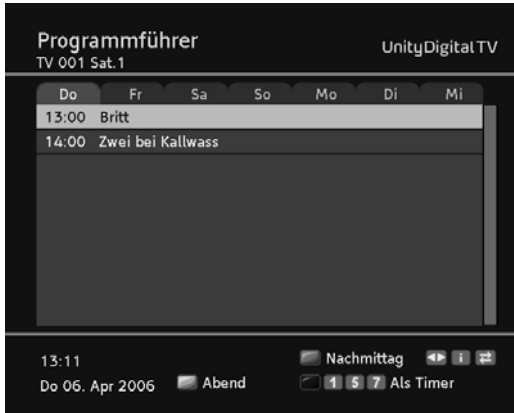 Programmführer
UnityDigitalTV
TV 001 Sat.1
Do Fr Sa So Mo Di Mi
13:00 Britt
14:00 Zwei bei Kallwass
13:11
Nachmittag i
Do 06. Apr 2006 Abend
1 5 7 Als Timer